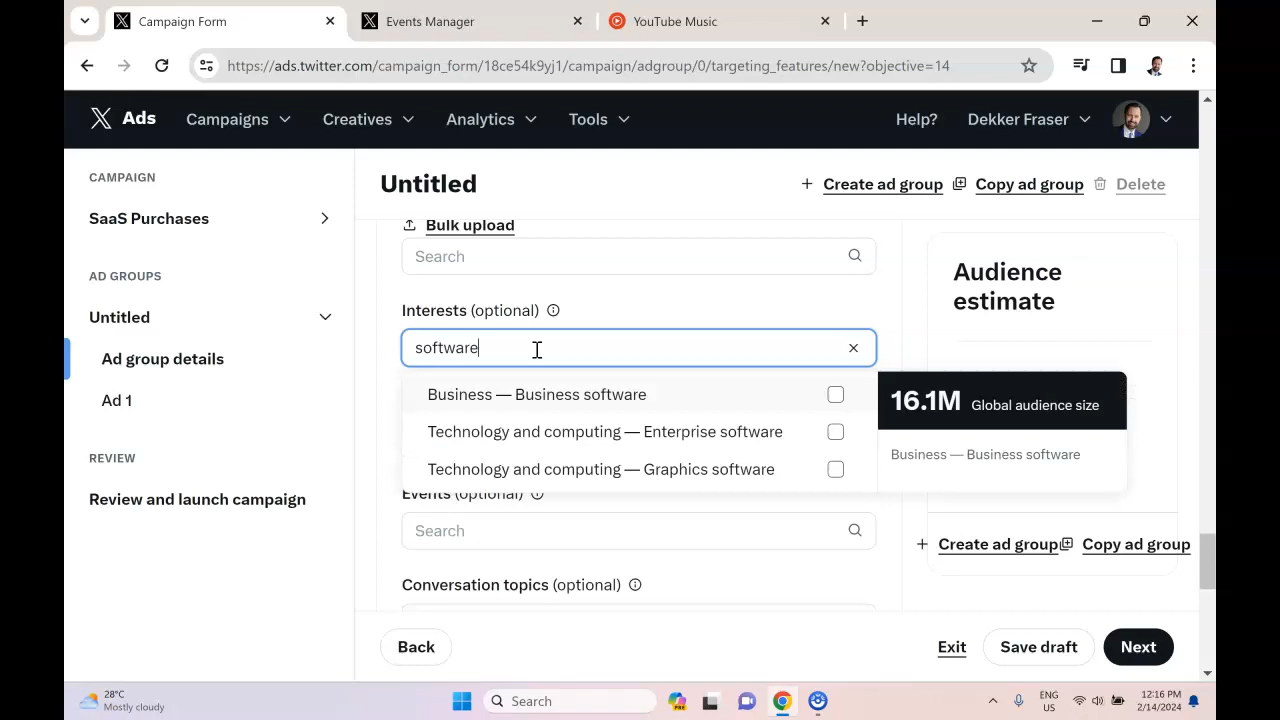 Campaign Form
Events Manager
YouTube Music
https://ads.twitter.com/campaign_form/18ce54k9yj1/campaign/adgroup/0/targeting_features/new?objective=14
X Ads
Campaigns
Creatives
Analytics
Tools
Help?
Dekker Fraser
CAMPAIGN
SaaS Purchases
AD GROUPS
Untitled
Ad group details
Ad 1
REVIEW
Review and launch campaign
Untitled
Create ad group
Copy ad group
Delete
Bulk upload
Search
Interests (optional)
software
Business — Business software
Technology and computing — Enterprise software
Technology and computing — Graphics software
16.1M Global audience size
Business — Business software
Events (optional)
Search
Conversation topics (optional)
Audience
estimate
Create ad group
Copy ad group
Back
Exit
Save draft
Next
28°C
Mostly cloudy
Search
ENG
US
12:16 PM
2/14/2024